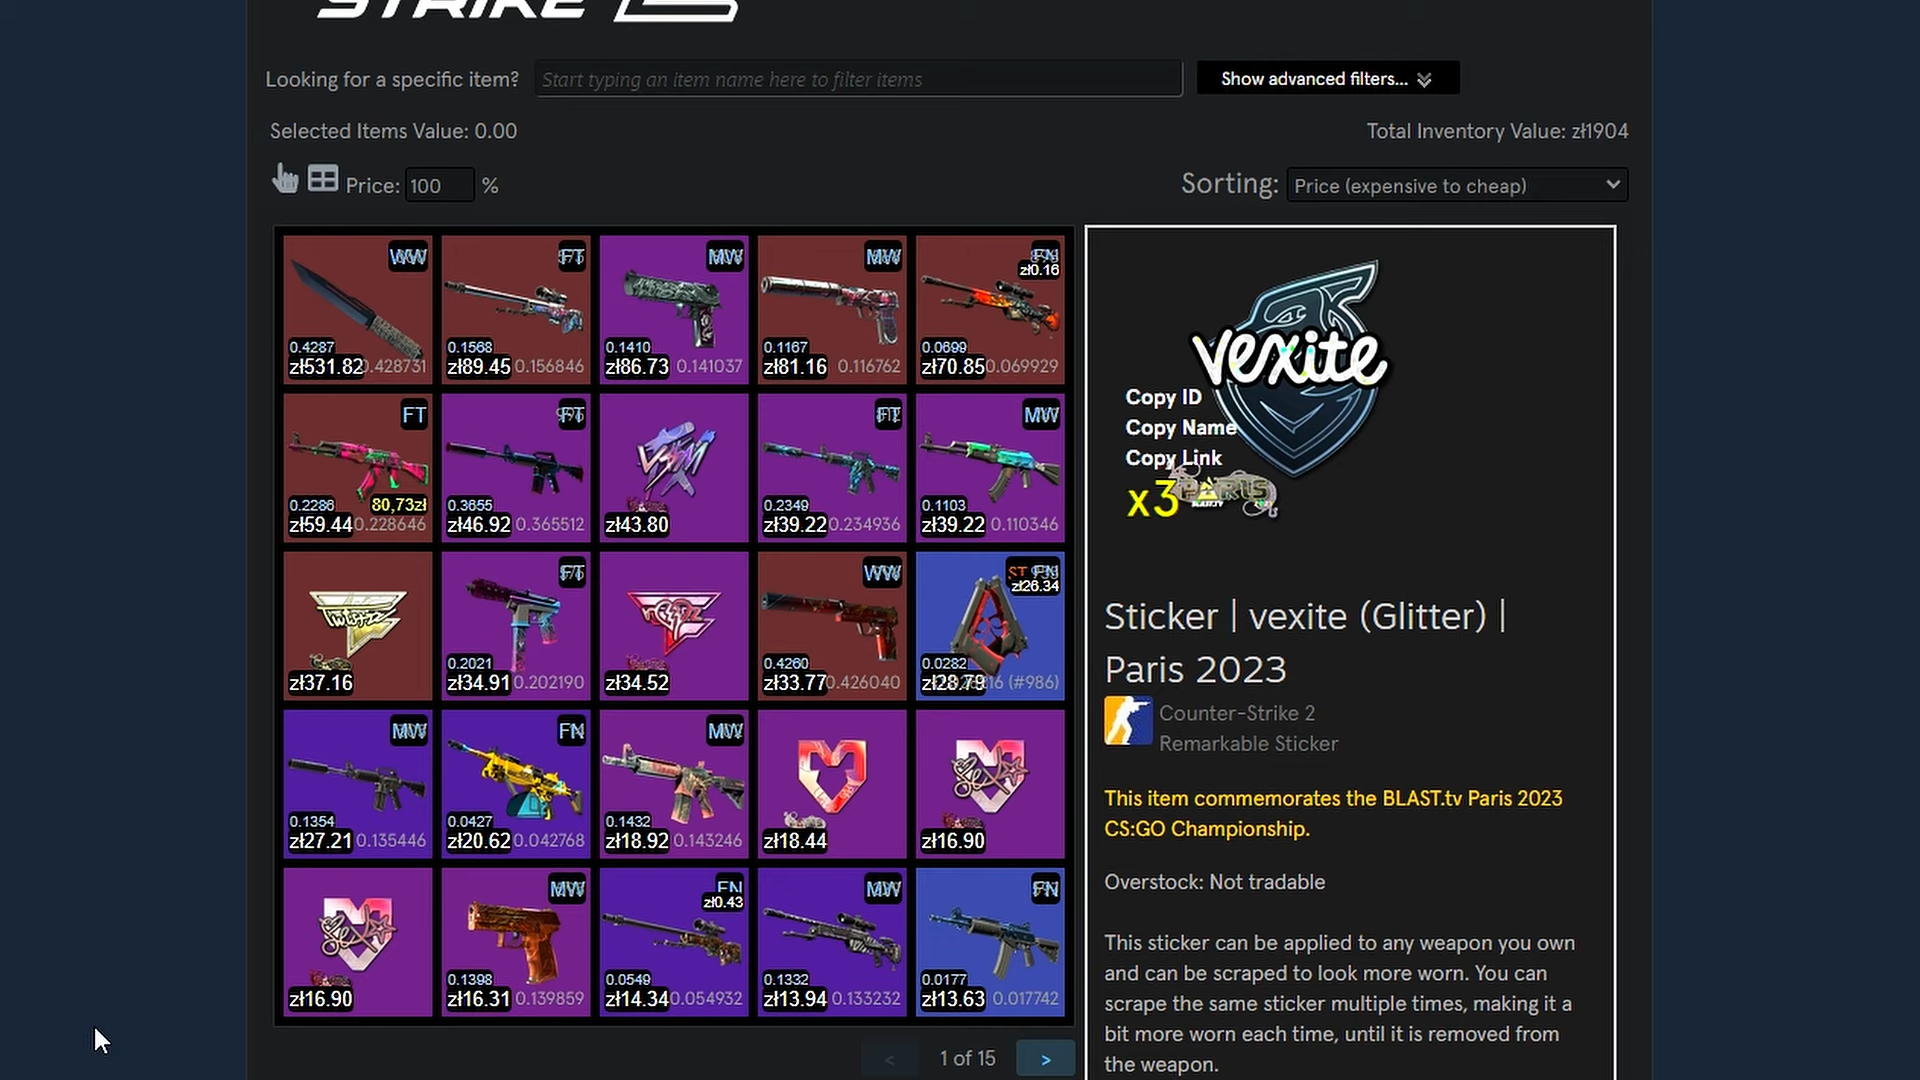 STRIKE 2
Looking for a specific item? Start typing an item name here to filter items Show advanced filters...
Selected Items Value: 0.00 Total Inventory Value: zł1904
Price: 100 % Sorting: Price (expensive to cheap)
WW FT MW MW FN
zł0.16
0.4287 0.1568 0.1410 0.1167 0.0699
zł531.82 0.428731 zł89.45 0.156846 zł86.73 0.141037 zł81.16 0.116762 zł70.85 0.069929
FT FT FT MW
0.2286 80,73zł 0.3655 0.2349 0.1103
zł59.44 0.228646 zł46.92 0.365512 zł43.80 zł39.22 0.234936 zł39.22 0.110346
FT WW ST FN
zł26.34
0.2021 0.4260 0.0282
zł37.16 zł34.91 0.202190 zł34.52 zł33.77 0.426040 zł28.79 (#986)
MW FN MW
0.1354 0.0427 0.1432
zł27.21 0.135446 zł20.62 0.042768 zł18.92 0.143246 zł18.44 zł16.90
MW FN MW FN
zł0.43
0.1398 0.0549 0.1332 0.0177
zł16.90 zł16.31 0.139859 zł14.34 0.054932 zł13.94 0.133232 zł13.63 0.017742
< 1 of 15 >
vexite
Copy ID
Copy Name
Copy Link
x3 PARIS
Sticker | vexite (Glitter) |
Paris 2023
Counter-Strike 2
Remarkable Sticker
This item commemorates the BLAST.tv Paris 2023
CS:GO Championship.
Overstock: Not tradable
This sticker can be applied to any weapon you own
and can be scraped to look more worn. You can
scrape the same sticker multiple times, making it a
bit more worn each time, until it is removed from
the weapon.